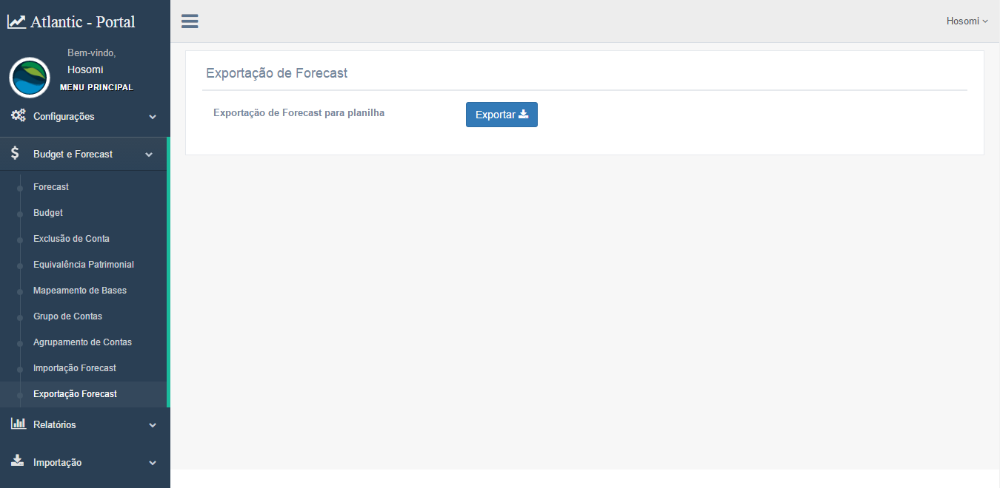 Atlantic - Portal
Bem-vindo,
Hosomi
MENU PRINCIPAL
Configurações
Budget e Forecast
Forecast
Budget
Exclusão de Conta
Equivalência Patrimonial
Mapeamento de Bases
Grupo de Contas
Agrupamento de Contas
Importação Forecast
Exportação Forecast
Relatórios
Importação
Hosomi
Exportação de Forecast
Exportação de Forecast para planilha
Exportar